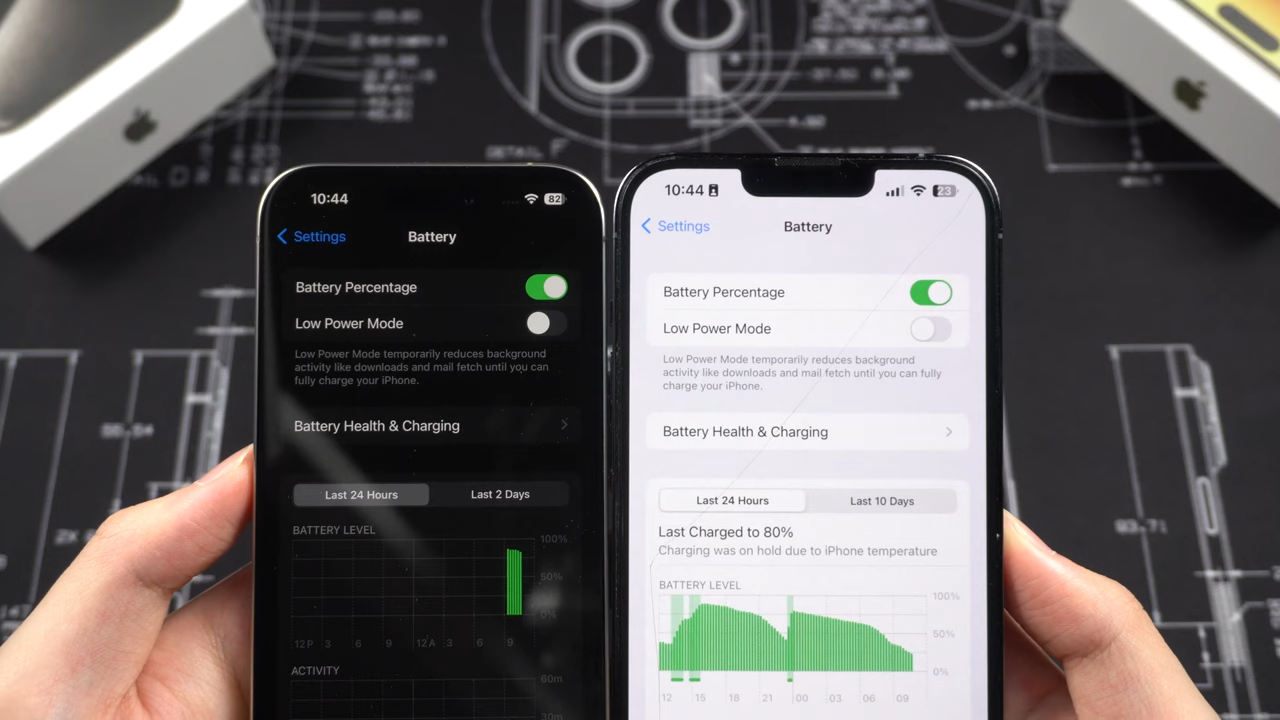 DETAIL F
10:44
82
Settings
Battery
Battery Percentage
Low Power Mode
Low Power Mode temporarily reduces background
activity like downloads and mail fetch until you can
fully charge your iPhone.
Battery Health & Charging
Last 24 Hours
Last 2 Days
BATTERY LEVEL
100%
50%
0%
12 P 3 6 9 12 A 3 6 9
ACTIVITY
60m
30m
10:44
23
Settings
Battery
Battery Percentage
Low Power Mode
Low Power Mode temporarily reduces background
activity like downloads and mail fetch until you can fully
charge your iPhone.
Battery Health & Charging
Last 24 Hours
Last 10 Days
Last Charged to 80%
Charging was on hold due to iPhone temperature
BATTERY LEVEL
100%
50%
0%
12 15 18 21 00 03 06 09
93.71